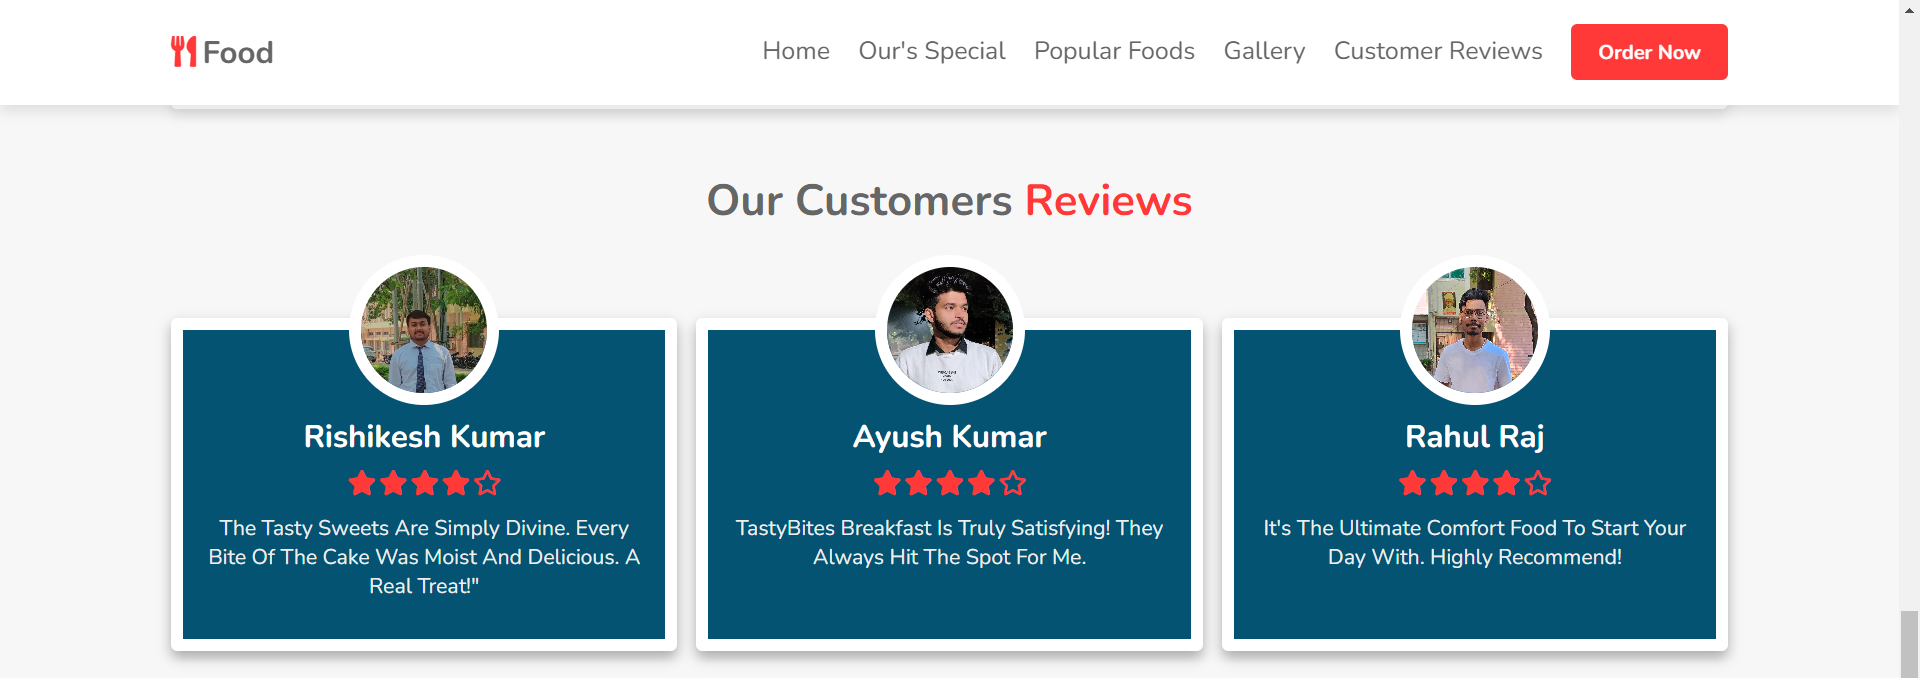 Food
Home
Our's Special
Popular Foods
Gallery
Customer Reviews
Order Now
Our Customers Reviews
Rishikesh Kumar
The Tasty Sweets Are Simply Divine. Every
Bite Of The Cake Was Moist And Delicious. A
Real Treat!"
Ayush Kumar
TastyBites Breakfast Is Truly Satisfying! They
Always Hit The Spot For Me.
Rahul Raj
It's The Ultimate Comfort Food To Start Your
Day With. Highly Recommend!